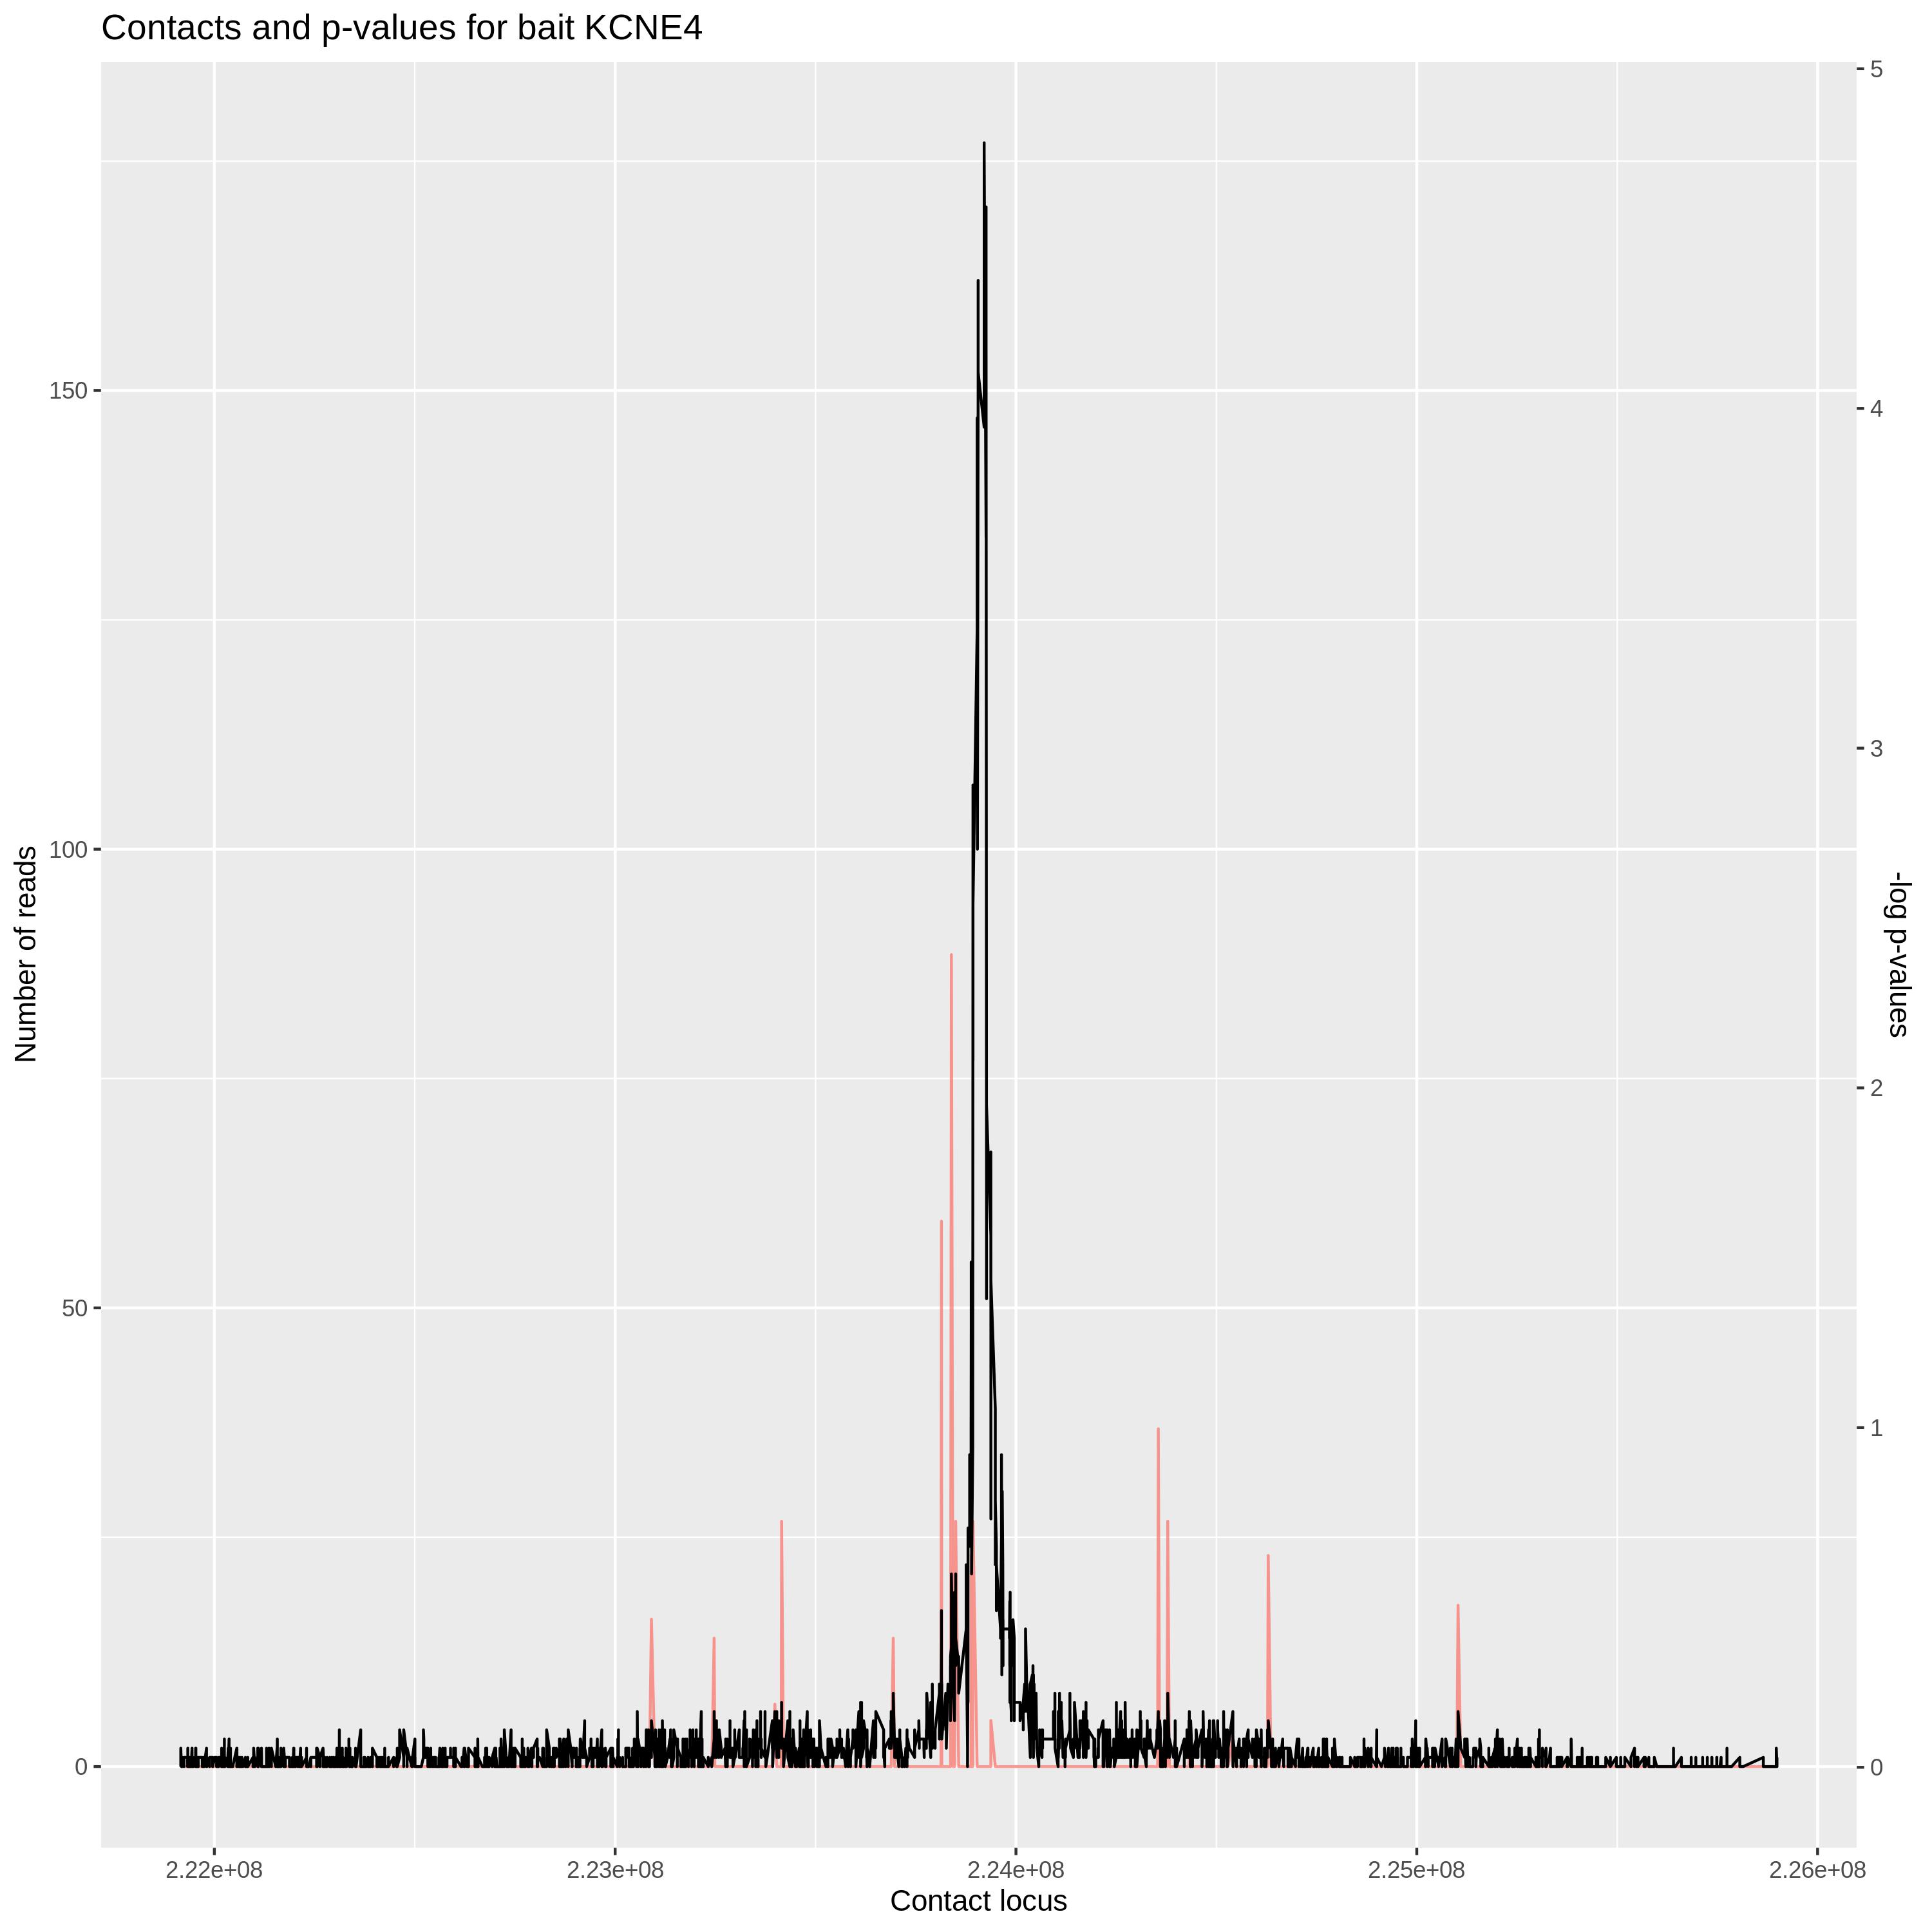 Contacts and p-values for bait KCNE4
5
150
4
3
100
Number of reads
-log p-values
2
50
1
0
0
2.22e+08
2.23e+08
2.24e+08
2.25e+08
2.26e+08
Contact locus